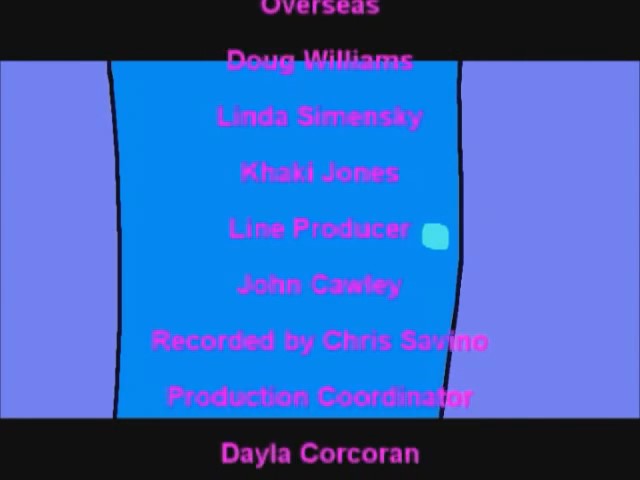 Overseas
Doug Williams
Linda Simensky
Khaki Jones
Line Producer
John Cawley
Recorded by Chris Savino
Production Coordinator
Dayla Corcoran